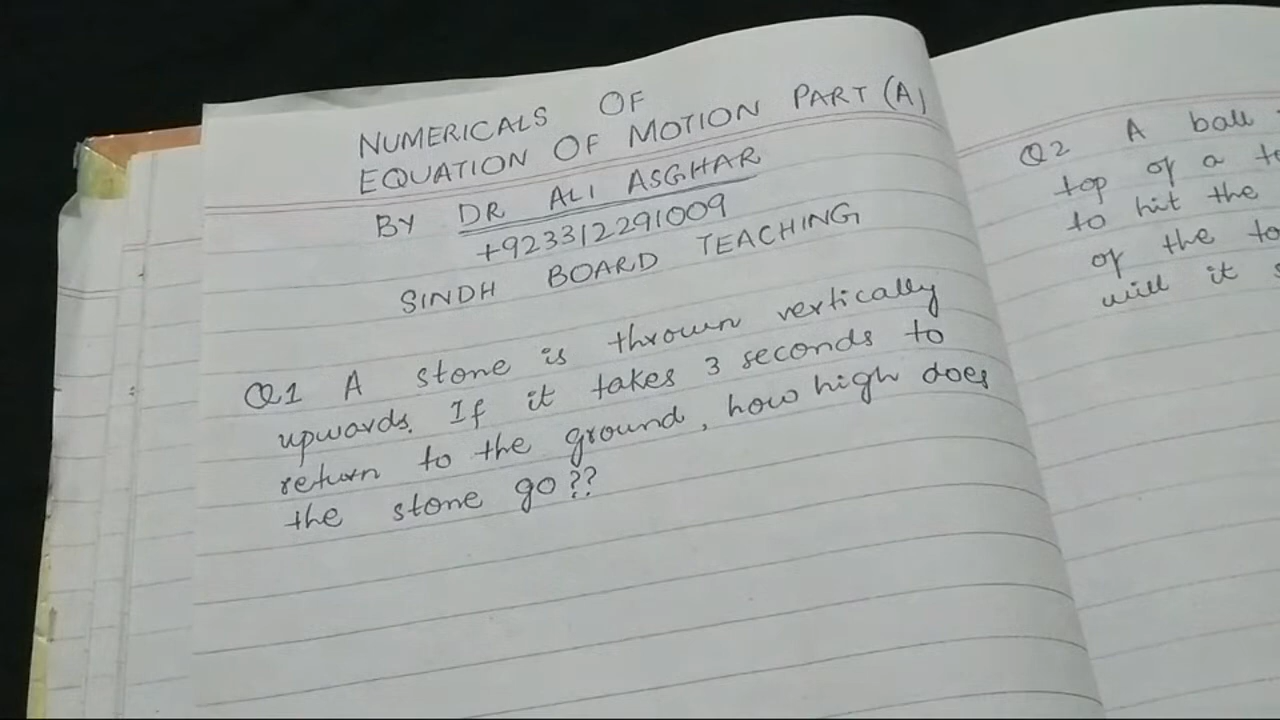 NUMERICALS OF
EQUATION OF MOTION PART (A)
BY DR ALI ASGHAR
+923312291009
SINDH BOARD TEACHING
Q1 A stone is thrown vertically
upwards. If it takes 3 seconds to
return to the ground, how high does
the stone go??
Q2 A ball
top of a
to hit the
of the
will it